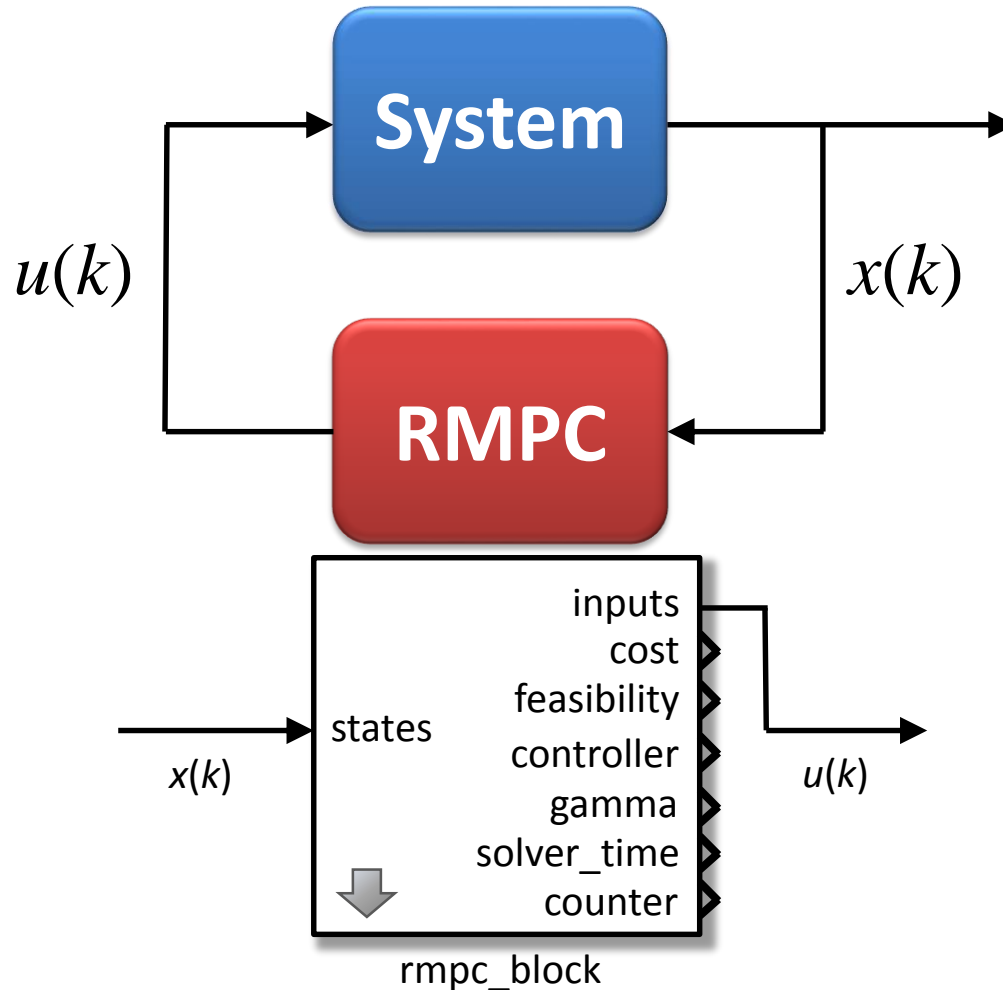 System
u(k)
x(k)
RMPC
inputs
cost
feasibility
states
controller
x(k)
u(k)
gamma
solver_time
counter
rmpc_block